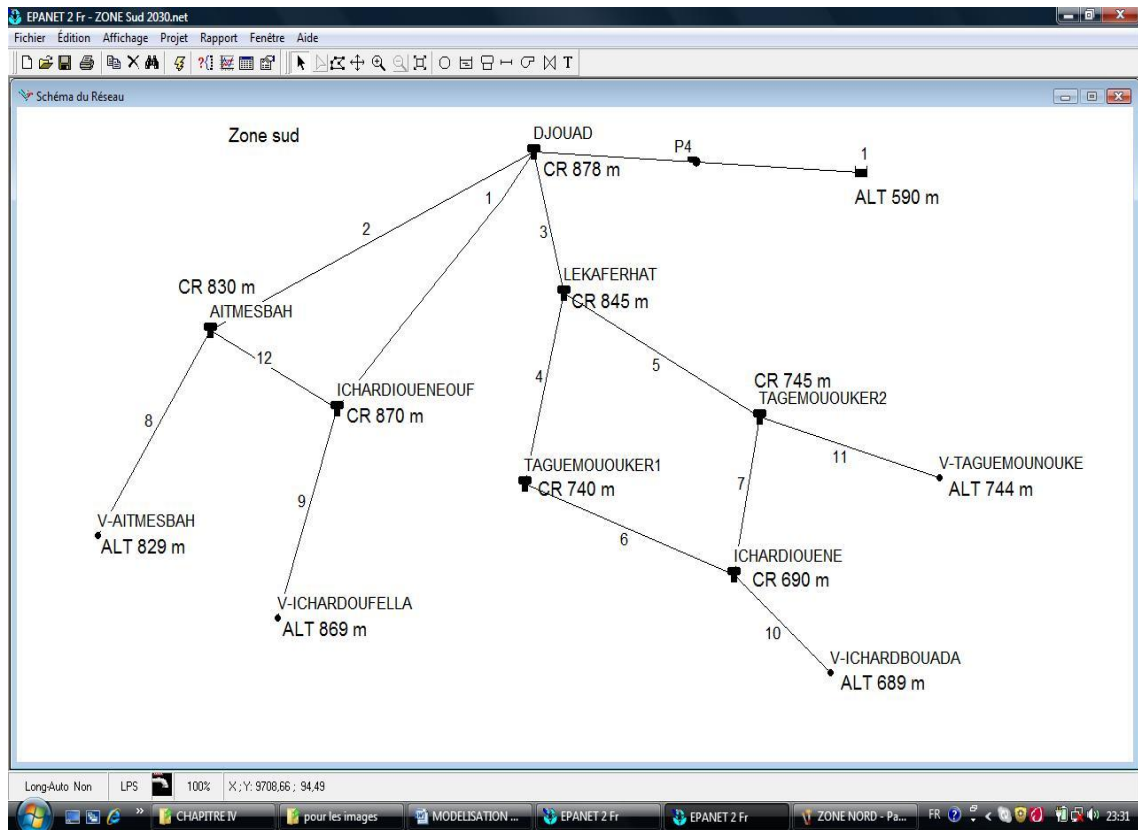 EPANET 2 Fr - ZONE Sud 2030.net
Fichier Édition Affichage Projet Rapport Fenêtre Aide
T
Schéma du Réseau
Zone sud
DJOUAD
CR 878 m
P4
1
ALT 590 m
1
2
3
LEKAFERHAT
CR 845 m
CR 830 m
AITMESBAH
12
ICHARDIOUENEOUF
CR 870 m
4
5
CR 745 m
TAGEMOUOUKER2
8
9
TAGUEMOUOUKER1
CR 740 m
7
11
V-TAGUEMOUNOUKE
ALT 744 m
V-AITMESBAH
ALT 829 m
6
ICHARDIOUENE
CR 690 m
V-ICHARDOUFELLA
ALT 869 m
10
V-ICHARDBOUADA
ALT 689 m
Long-Auto Non LPS 100% X ; Y: 9708,66 ; 94,49
CHAPITRE IV pour les images MODELISATION ... EPANET 2 Fr EPANET 2 Fr ZONE NORD - Pa... FR 23:31